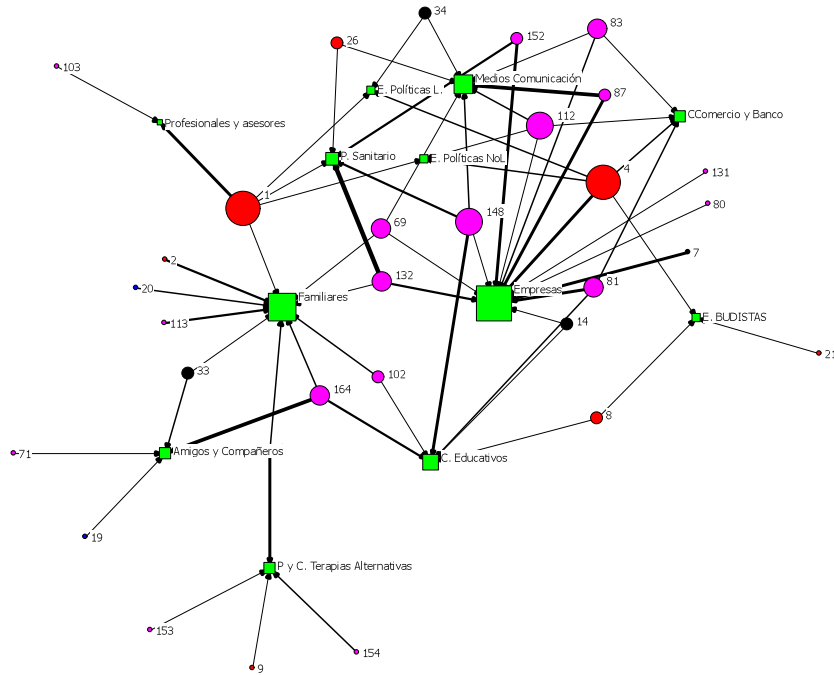 34
83
26
152
Medios Comunicación
103
E. Políticas L.
87
CComercio y Banco
112
Profesionales y asesores
P. Sanitario
E. Políticas NoL
4
131
1
80
148
69
7
2
132
81
20
Familiares
Empresas
113
14
E. BUDISTAS
21
33
102
164
8
71
Amigos y Compañeros
C. Educativos
19
P y C. Terapias Alternativas
153
154
9